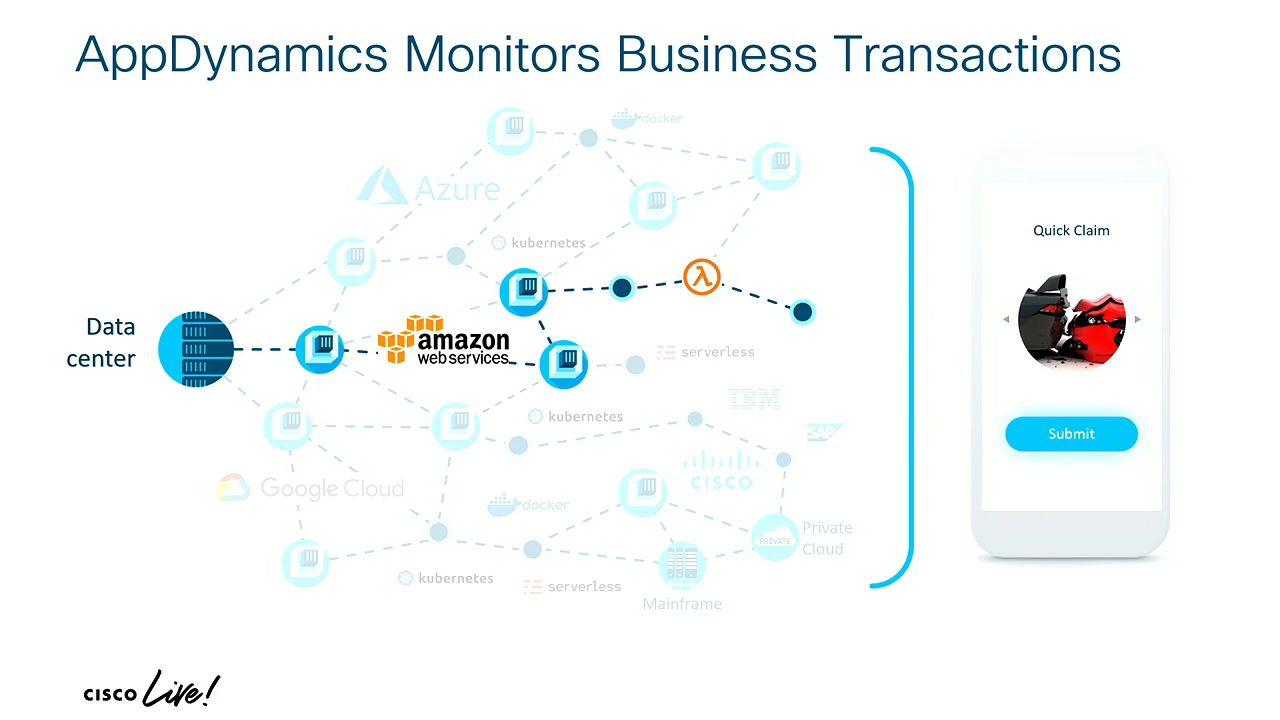 AppDynamics Monitors Business Transactions
docker
Azure
kubernetes
Data
center
amazon
web services
serverless
IBM
kubernetes
SAP
CISCO
Google Cloud
docker
PRIVATE
Private
Cloud
kubernetes
serverless
Mainframe
Quick Claim
Submit
CISCO Live!